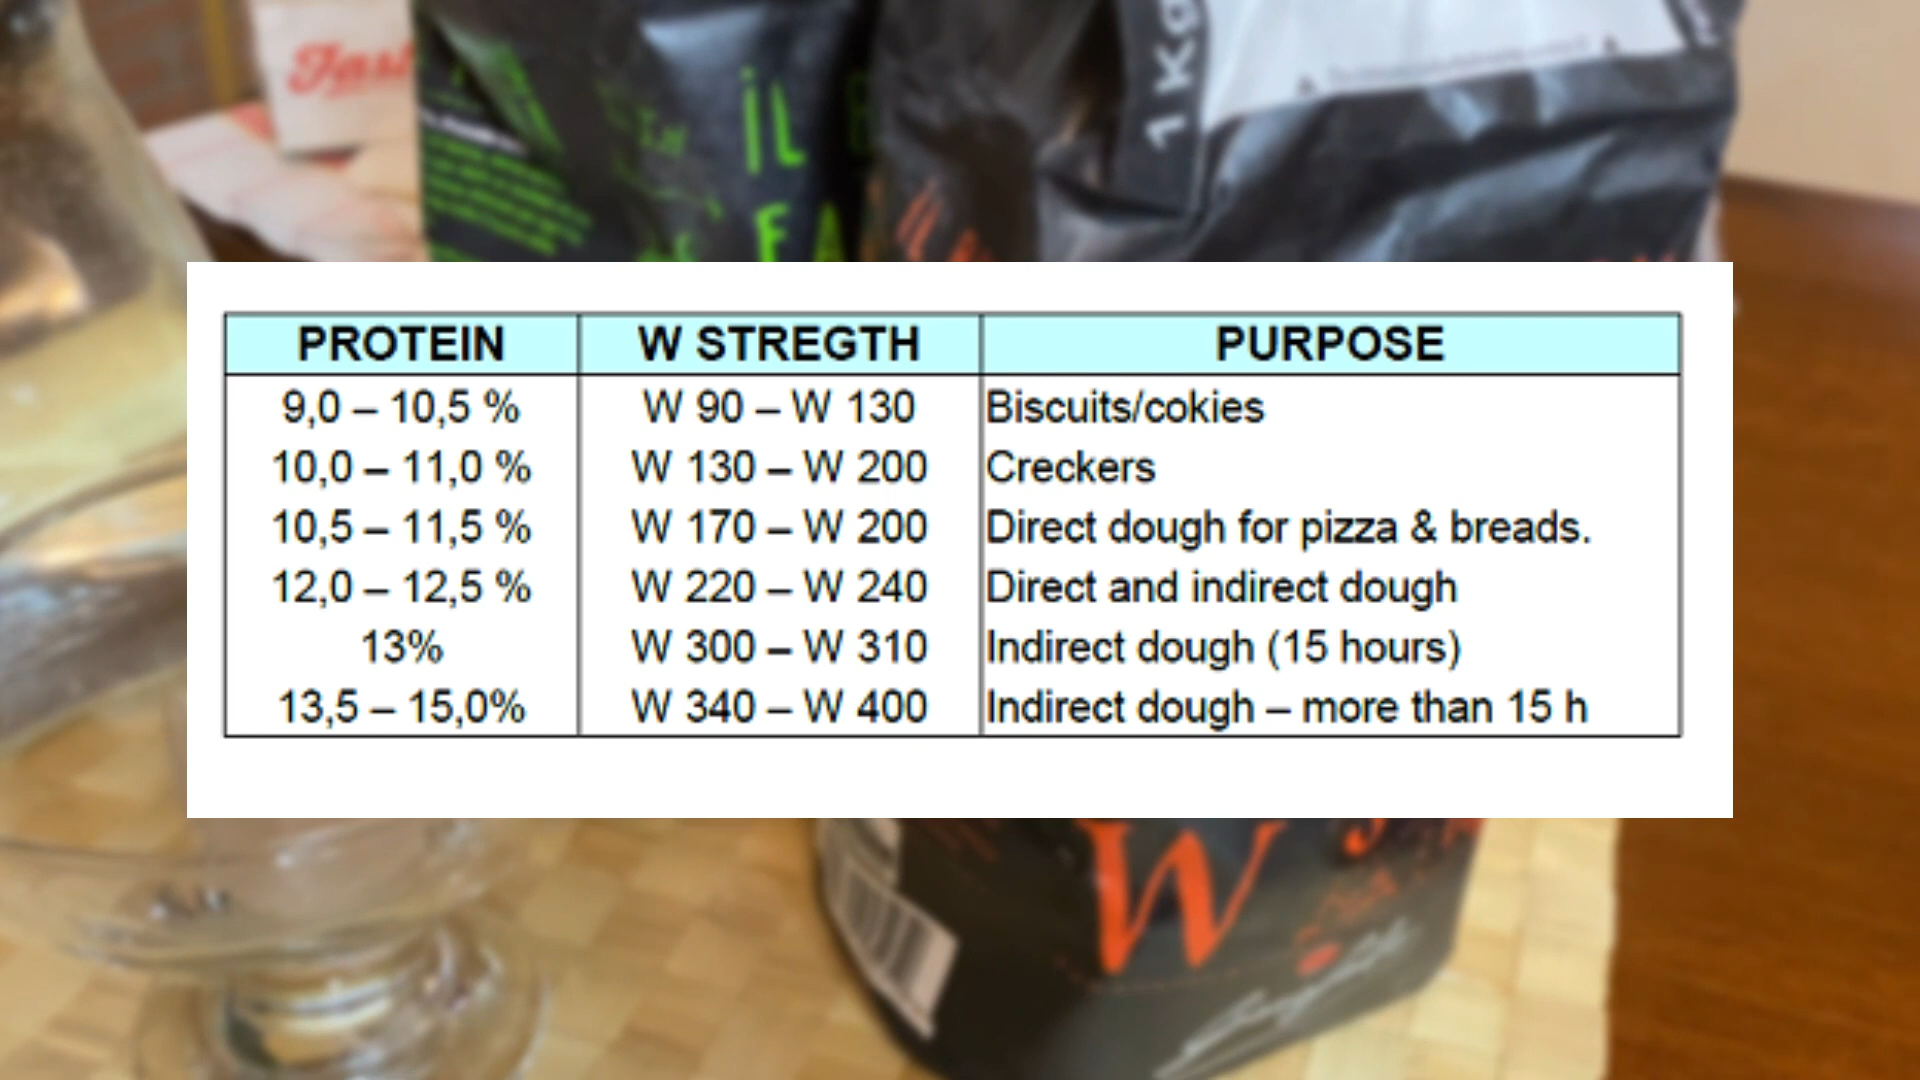 Fast
1 Kg
iL
FA
PROTEIN W STREGTH PURPOSE
9,0 – 10,5 % W 90 – W 130 Biscuits/cokies
10,0 – 11,0 % W 130 – W 200 Creckers
10,5 – 11,5 % W 170 – W 200 Direct dough for pizza & breads.
12,0 – 12,5 % W 220 – W 240 Direct and indirect dough
13% W 300 – W 310 Indirect dough (15 hours)
13,5 – 15,0% W 340 – W 400 Indirect dough – more than 15 h
W